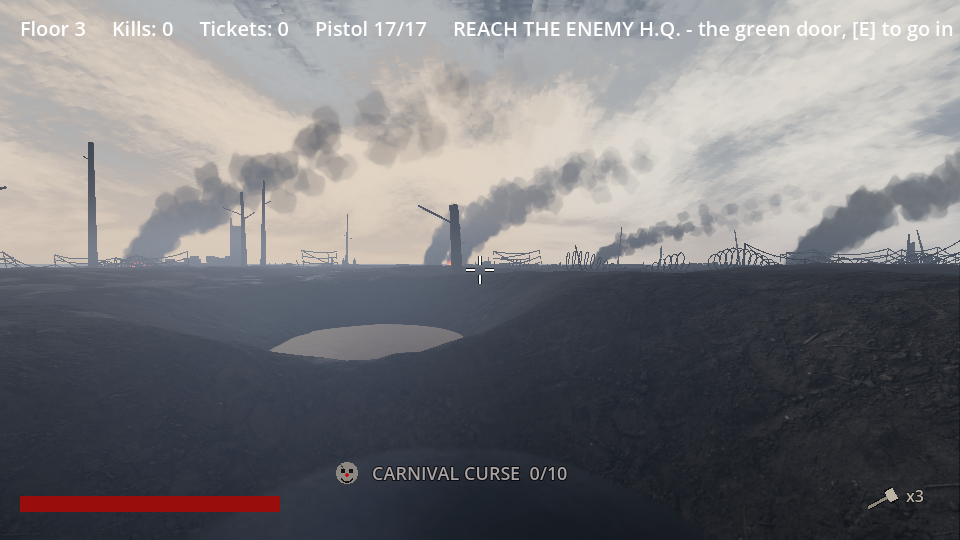 Floor 3 Kills: 0 Tickets: 0 Pistol 17/17 REACH THE ENEMY H.Q. - the green door, [E] to go in
CARNIVAL CURSE 0/10
x3